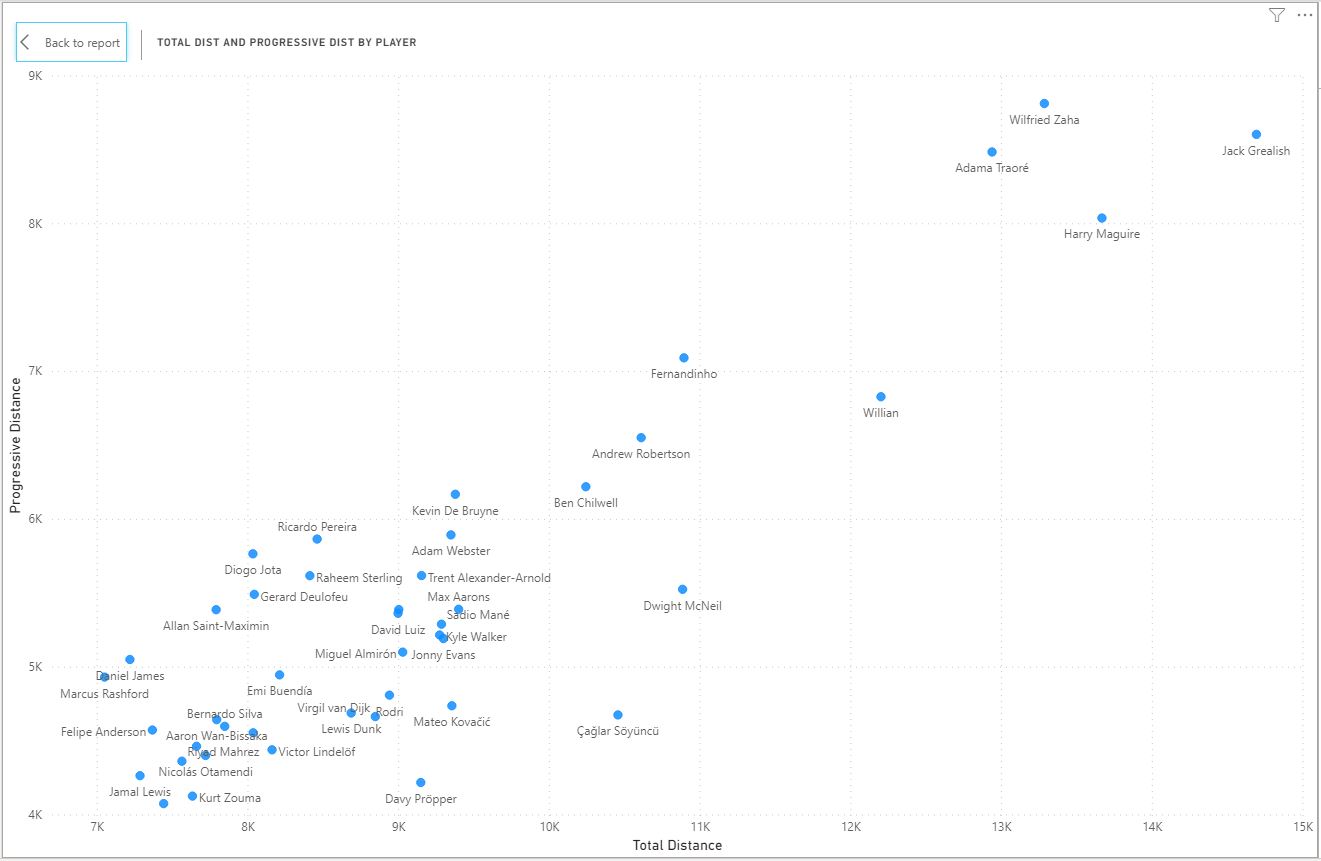 Back to report
TOTAL DIST AND PROGRESSIVE DIST BY PLAYER
9K
Wilfried Zaha
Jack Grealish
Adama Traoré
8K
Harry Maguire
7K
Fernandinho
Willian
Andrew Robertson
Ben Chilwell
Kevin De Bruyne
6K
Ricardo Pereira
Adam Webster
Diogo Jota
Raheem Sterling
Trent Alexander-Arnold
Gerard Deulofeu
Max Aarons
Dwight McNeil
Sadio Mané
Allan Saint-Maximin
David Luiz
Kyle Walker
Miguel Almirón
Jonny Evans
5K
Daniel James
Marcus Rashford
Emi Buendía
Virgil van Dijk
Rodri
Bernardo Silva
Mateo Kovačić
Lewis Dunk
Felipe Anderson
Çağlar Söyüncü
Aaron Wan-Bissaka
Riyad Mahrez
Victor Lindelöf
Nicolás Otamendi
Jamal Lewis
Kurt Zouma
Davy Pröpper
4K
7K
8K
9K
10K
11K
12K
13K
14K
15K
Progressive Distance
Total Distance